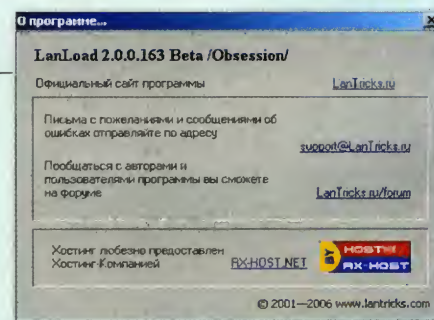 О программе...
LanLoad 2.0.0.163 Beta /Obsession/
Официальный сайт программы LanTricks.ru
Письма с пожеланиями и сообщениями об
ошибках отправляйте по адресу
support@LanTricks.ru
Пообщаться с авторами и
пользователями программы вы сможете
на форуме LanTricks.ru/forum
Хостинг любезно предоставлен
Хостинг-Компанией RX-HOST.NET
HOST
BY
RX-HOST
© 2001—2006 www.lantricks.com